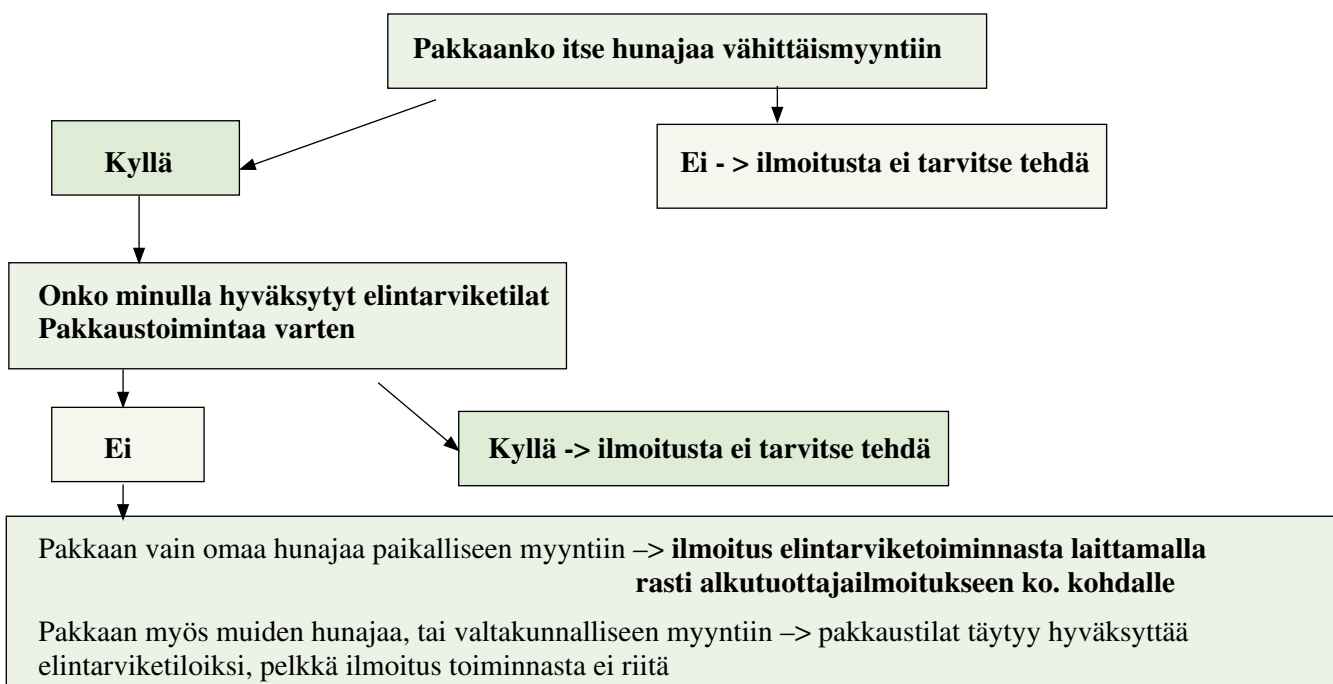 Pakkaanko itse hunajaa vähittäismyyntiin
Kyllä
Ei - > ilmoitusta ei tarvitse tehdä
Onko minulla hyväksytyt elintarviketilat
Pakkaustoimintaa varten
Ei
Kyllä -> ilmoitusta ei tarvitse tehdä
Pakkaan vain omaa hunajaa paikalliseen myyntiin –> ilmoitus elintarviketoiminnasta laittamalla
rasti alkutuottajailmoitukseen ko. kohdalle
Pakkaan myös muiden hunajaa, tai valtakunnalliseen myyntiin –> pakkaustilat täytyy hyväksyttää
elintarviketiloiksi, pelkkä ilmoitus toiminnasta ei riitä